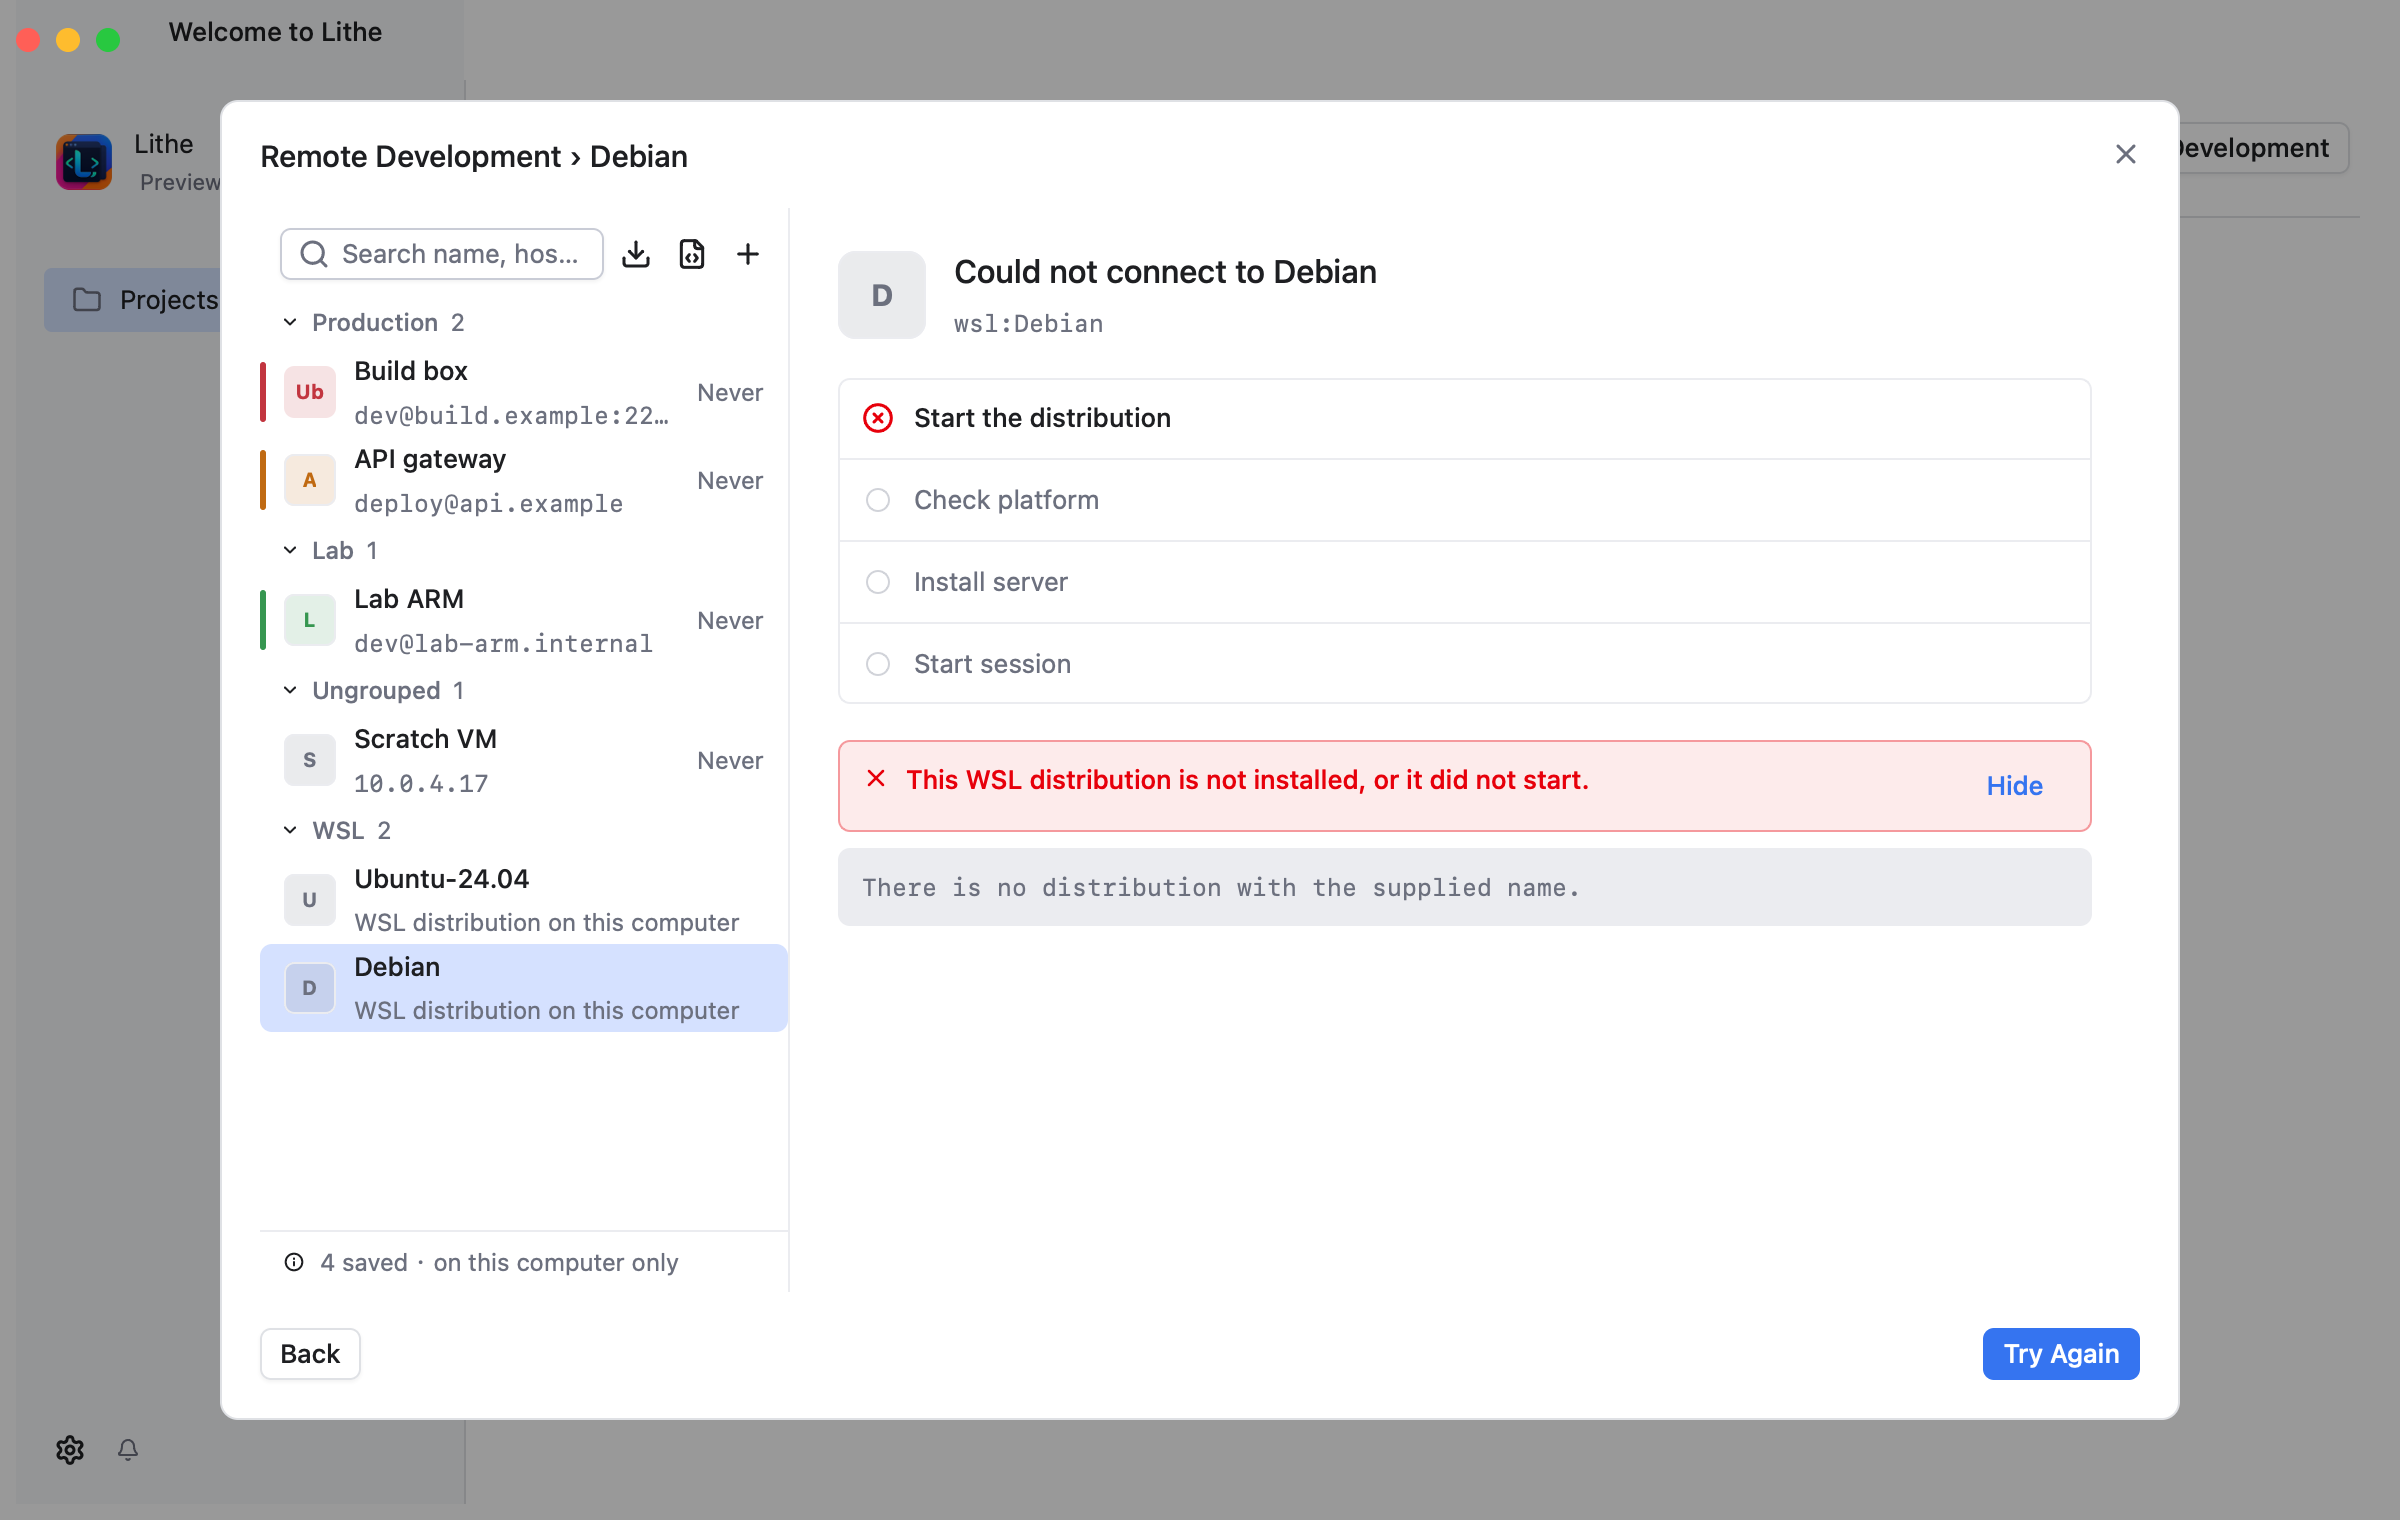 Welcome to Lithe
Lithe
Preview
Projects
Development
Remote Development › Debian
Search name, hos...
Production 2
Ub
Build box
dev@build.example:22…
Never
A
API gateway
deploy@api.example
Never
Lab 1
L
Lab ARM
dev@lab-arm.internal
Never
Ungrouped 1
S
Scratch VM
10.0.4.17
Never
WSL 2
U
Ubuntu-24.04
WSL distribution on this computer
D
Debian
WSL distribution on this computer
4 saved · on this computer only
Back
D
Could not connect to Debian
wsl:Debian
Start the distribution
Check platform
Install server
Start session
This WSL distribution is not installed, or it did not start.
Hide
There is no distribution with the supplied name.
Try Again